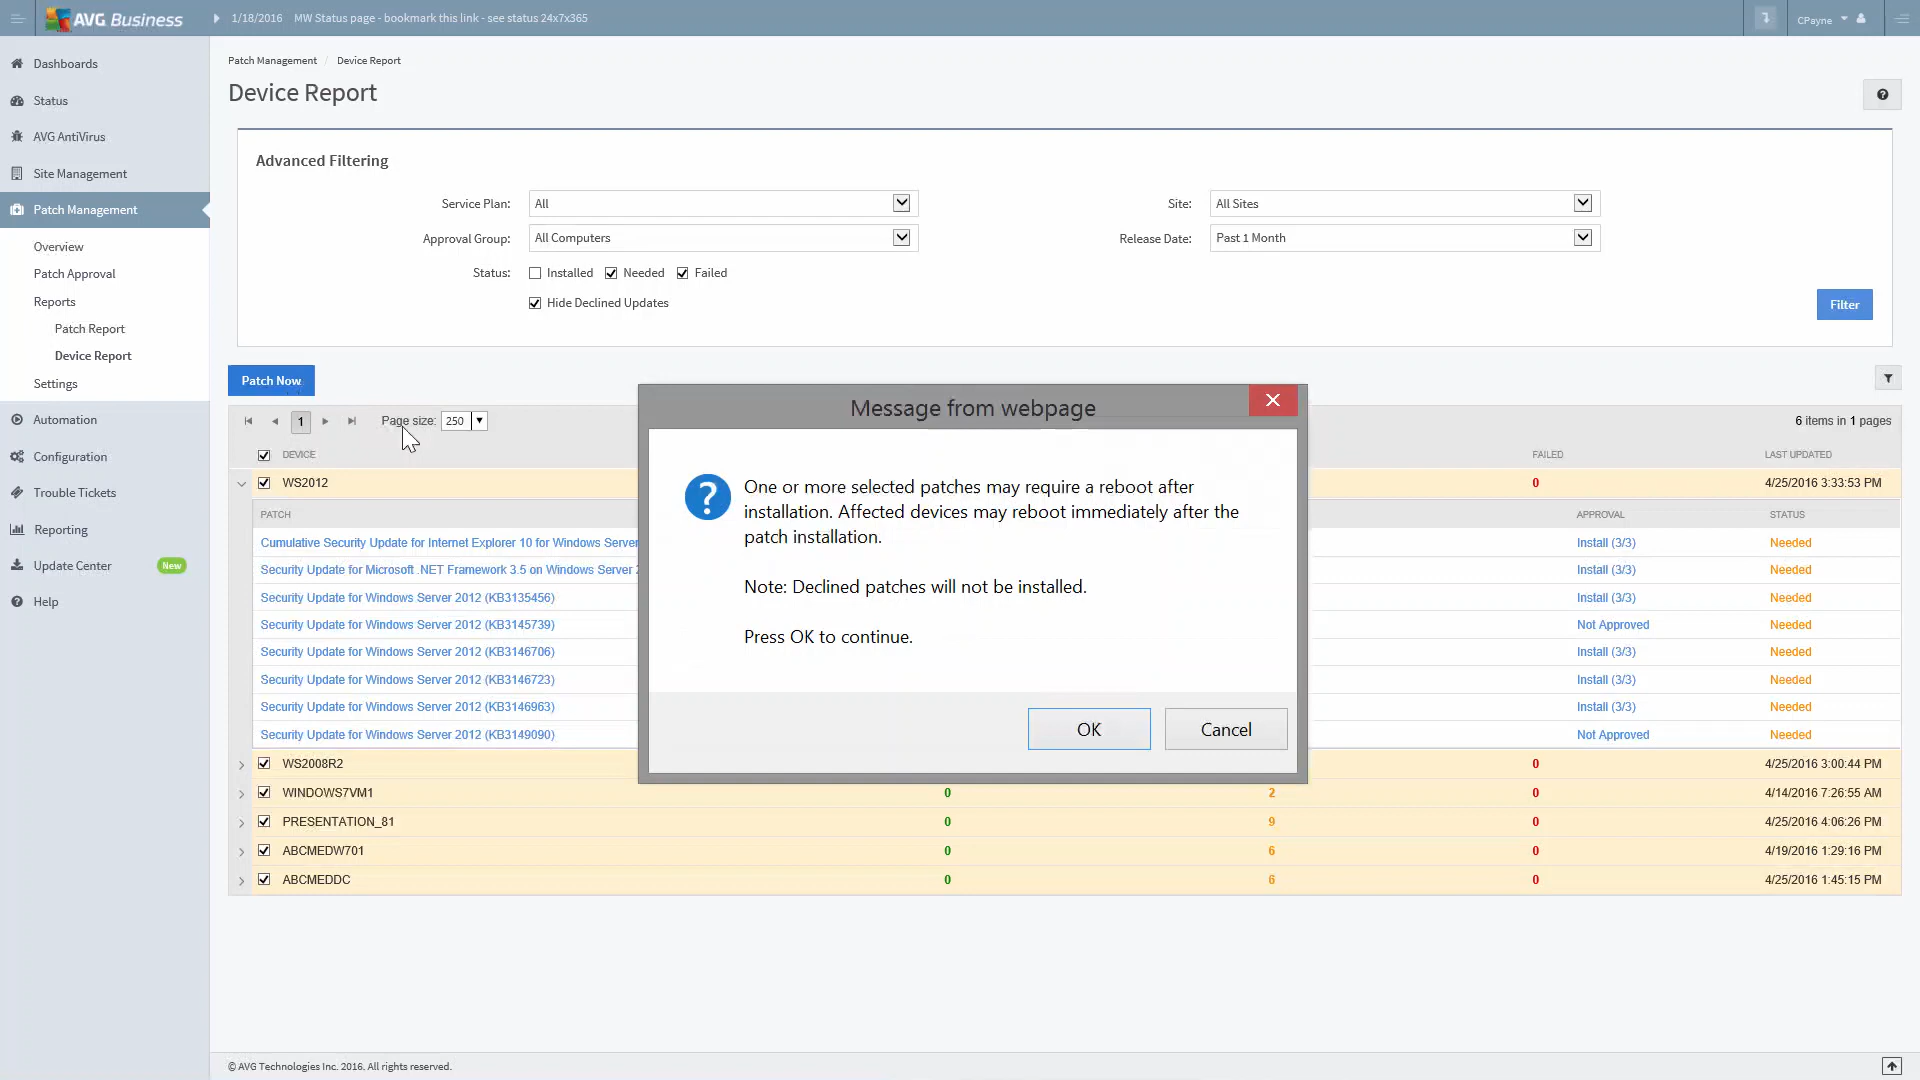 AVG Business
1/18/2016 MW Status page - bookmark this link - see status 24x7x365
CPayne
Dashboards
Status
AVG AntiVirus
Site Management
Patch Management
Overview
Patch Approval
Reports
Patch Report
Device Report
Settings
Automation
Configuration
Trouble Tickets
Reporting
Update Center New
Help
Patch Management / Device Report
Device Report
Advanced Filtering
Service Plan: All
Site: All Sites
Approval Group: All Computers
Release Date: Past 1 Month
Status: Installed Needed Failed
Hide Declined Updates
Filter
Patch Now
1 Page size: 250
6 items in 1 pages
DEVICE FAILED LAST UPDATED
WS2012 0 4/25/2016 3:33:53 PM
PATCH APPROVAL STATUS
Cumulative Security Update for Internet Explorer 10 for Windows Server Install (3/3) Needed
Security Update for Microsoft .NET Framework 3.5 on Windows Server 2 Install (3/3) Needed
Security Update for Windows Server 2012 (KB3135456) Install (3/3) Needed
Security Update for Windows Server 2012 (KB3145739) Not Approved Needed
Security Update for Windows Server 2012 (KB3146706) Install (3/3) Needed
Security Update for Windows Server 2012 (KB3146723) Install (3/3) Needed
Security Update for Windows Server 2012 (KB3146963) Install (3/3) Needed
Security Update for Windows Server 2012 (KB3149090) Not Approved Needed
WS2008R2 0 4/25/2016 3:00:44 PM
WINDOWS7VM1 0 2 0 4/14/2016 7:26:55 AM
PRESENTATION_81 0 9 0 4/25/2016 4:06:26 PM
ABCMEDW701 0 6 0 4/19/2016 1:29:16 PM
ABCMEDDC 0 6 0 4/25/2016 1:45:15 PM
Message from webpage
One or more selected patches may require a reboot after
installation. Affected devices may reboot immediately after the
patch installation.
Note: Declined patches will not be installed.
Press OK to continue.
OK Cancel
© AVG Technologies Inc. 2016. All rights reserved.